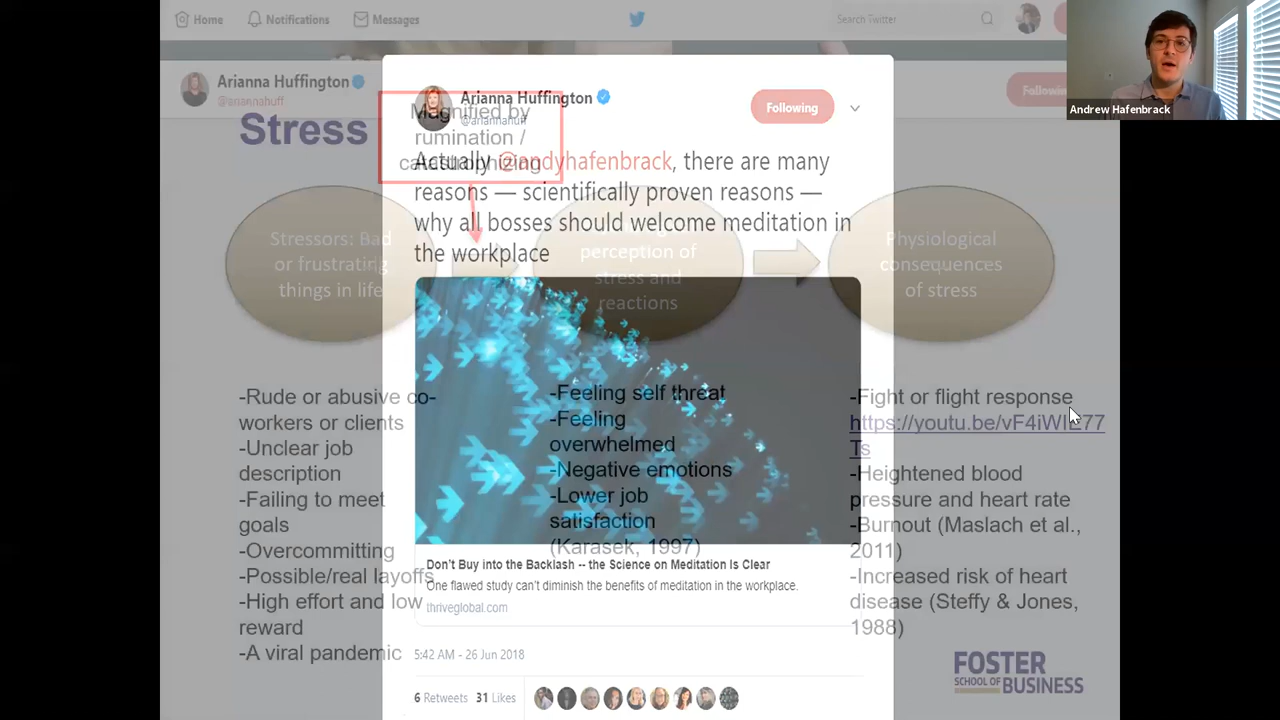 Home
Notifications
Messages
Search Twitter
Andrew Hafenbrack
Arianna Huffington
@ariannahuff
Following
Arianna Huffington
@ariannahuff
Following
Actually @andyhafenbrack, there are many
reasons — scientifically proven reasons —
why all bosses should welcome meditation in
the workplace
Don't Buy into the Backlash -- the Science on Meditation Is Clear
One flawed study can't diminish the benefits of meditation in the workplace.
thriveglobal.com
5:42 AM - 26 Jun 2018
6 Retweets 31 Likes
Stress
Magnified by
rumination /
catastrophizing
Stressors: Bad
or frustrating
things in life
perception of
stress and
reactions
Physiological
consequences
of stress
-Rude or abusive co-
workers or clients
-Unclear job
description
-Failing to meet
goals
-Overcommitting
-Possible/real layoffs
-High effort and low
reward
-A viral pandemic
-Feeling self threat
-Feeling
overwhelmed
-Negative emotions
-Lower job
satisfaction
(Karasek, 1997)
-Fight or flight response
-Heightened blood
pressure and heart rate
-Burnout (Maslach et al.,
2011)
-Increased risk of heart
disease (Steffy & Jones,
1988)
FOSTER
SCHOOL OF BUSINESS